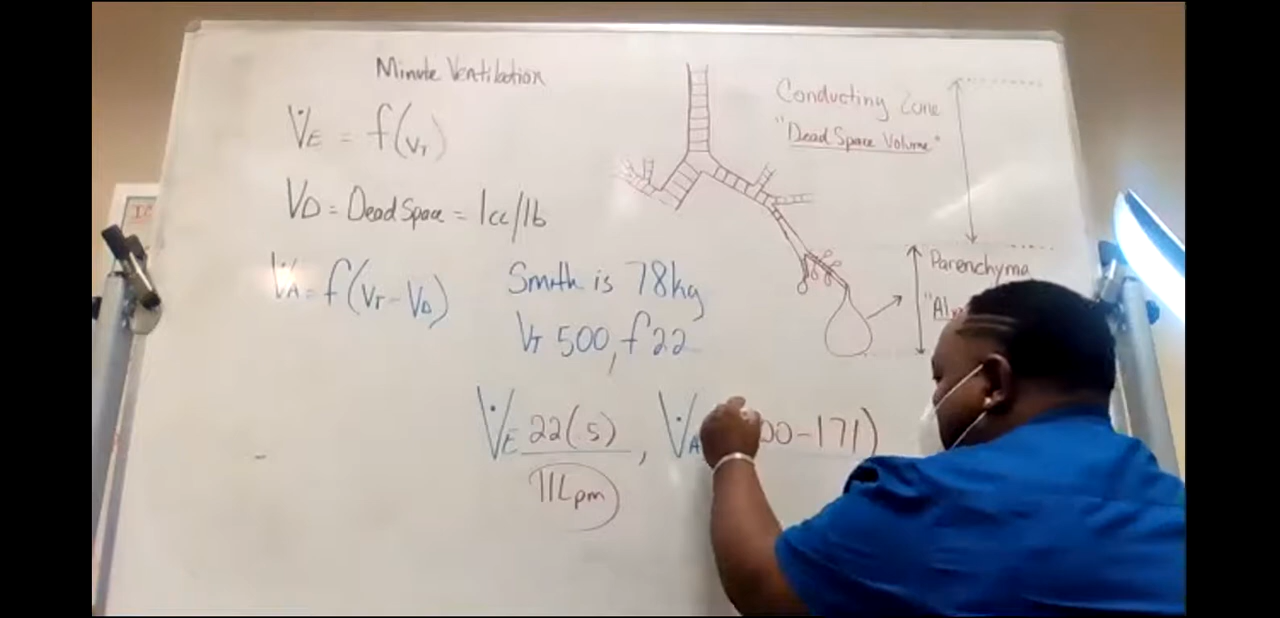 Minute Ventilation
V̇E = f(VT)
VD = Dead Space = 1cc/lb
V̇A = f(VT - VD)
Smith is 78kg
VT 500, f 22
V̇E 22(.5), V̇A 00-171)
11Lpm
Conducting Zone
"Dead Space Volume"
Parenchyma